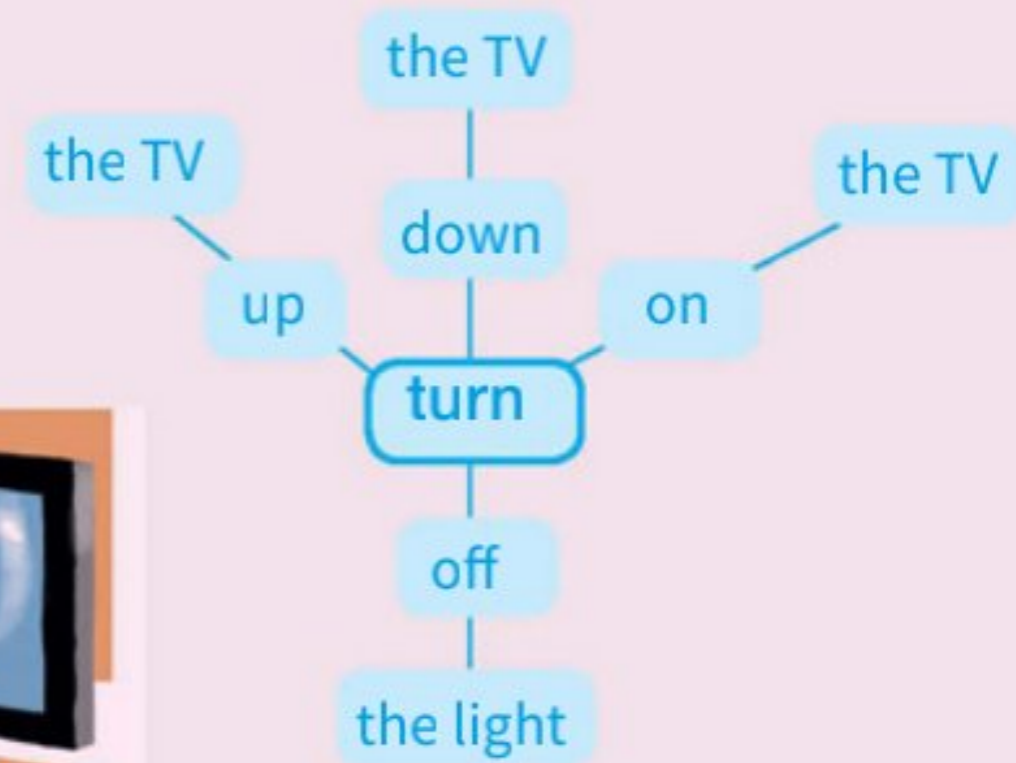 the TV
the TV
the TV
down
up
on
turn
off
the light